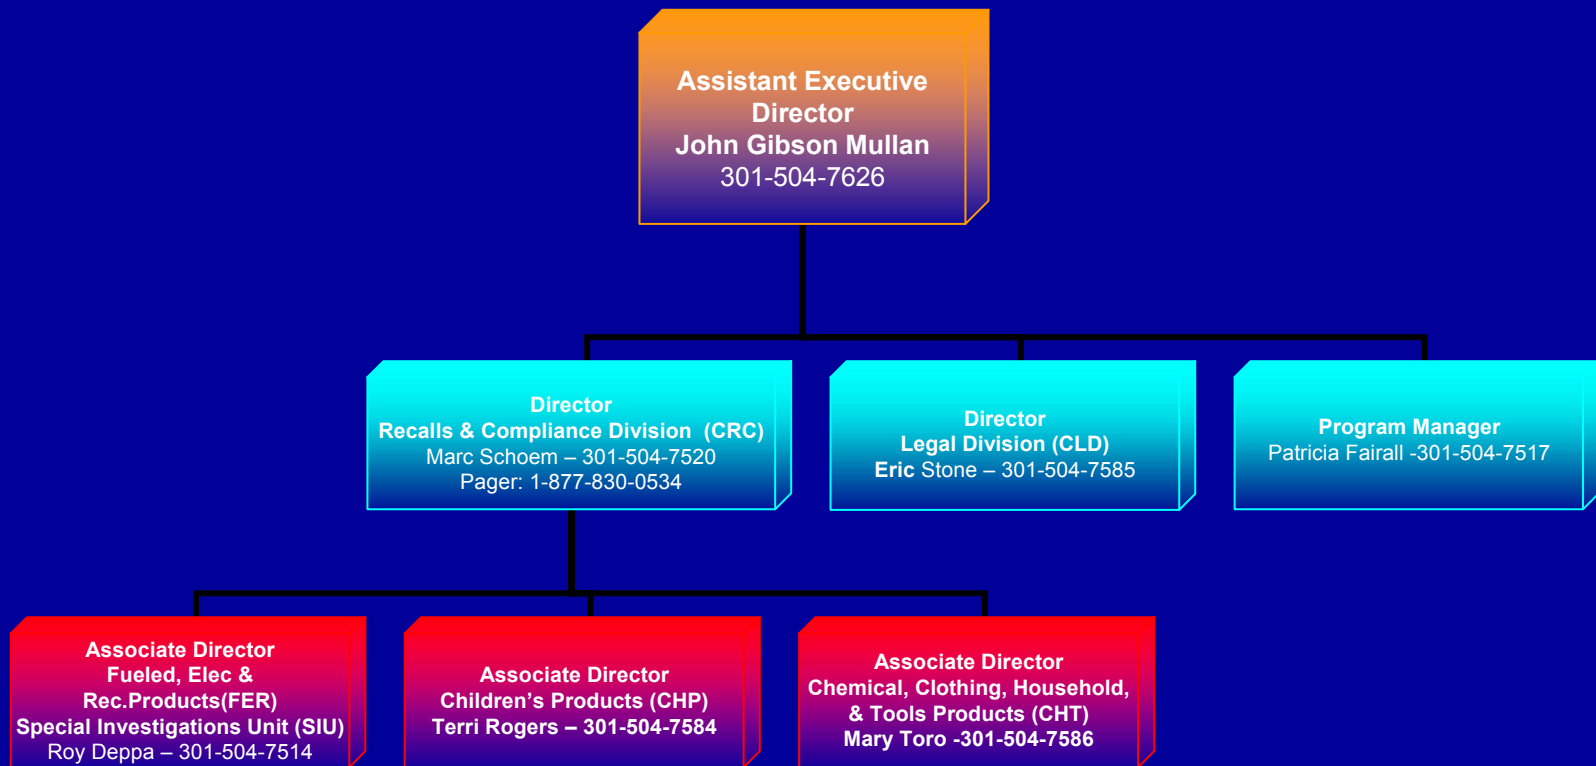 Assistant Executive
Director
John Gibson Mullan
301-504-7626
Director
Recalls & Compliance Division (CRC)
Marc Schoem – 301-504-7520
Pager: 1-877-830-0534
Director
Legal Division (CLD)
Eric Stone – 301-504-7585
Program Manager
Patricia Fairall -301-504-7517
Associate Director
Fueled, Elec &
Rec.Products(FER)
Special Investigations Unit (SIU)
Roy Deppa – 301-504-7514
Associate Director
Children’s Products (CHP)
Terri Rogers – 301-504-7584
Associate Director
Chemical, Clothing, Household,
& Tools Products (CHT)
Mary Toro -301-504-7586